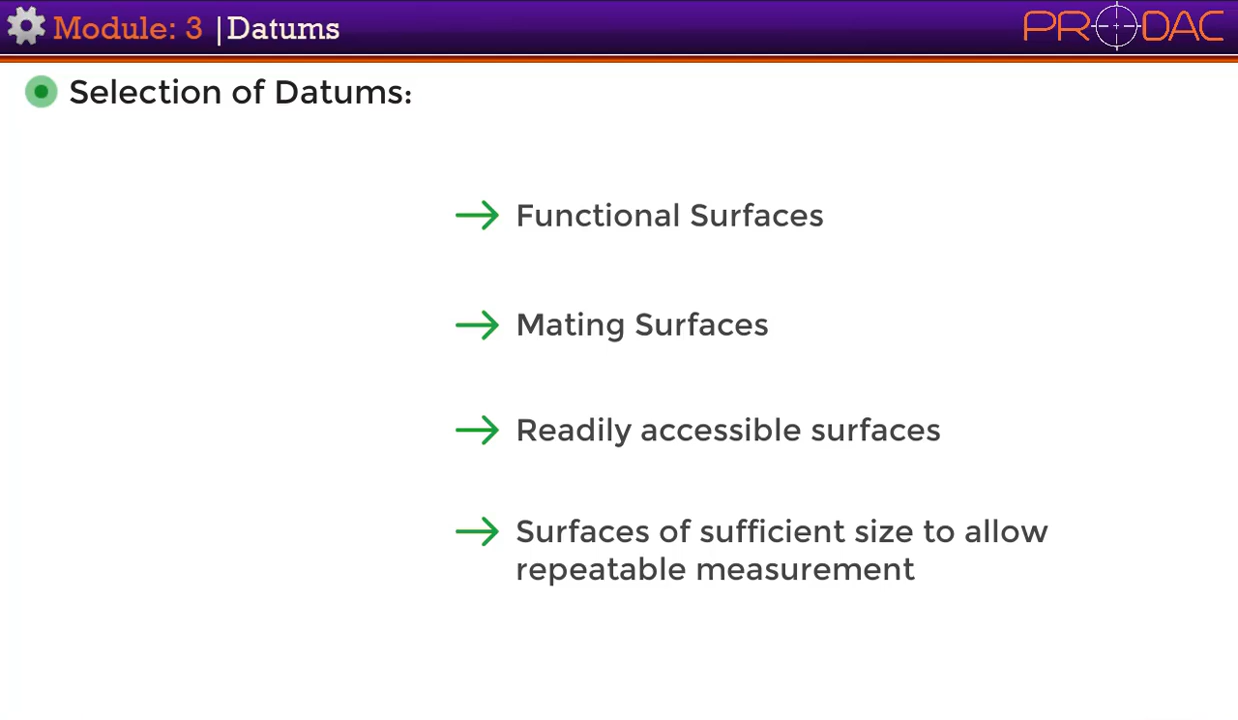 Module: 3 |Datums
PRODAC
Selection of Datums:
→ Functional Surfaces
→ Mating Surfaces
→ Readily accessible surfaces
→ Surfaces of sufficient size to allow
repeatable measurement